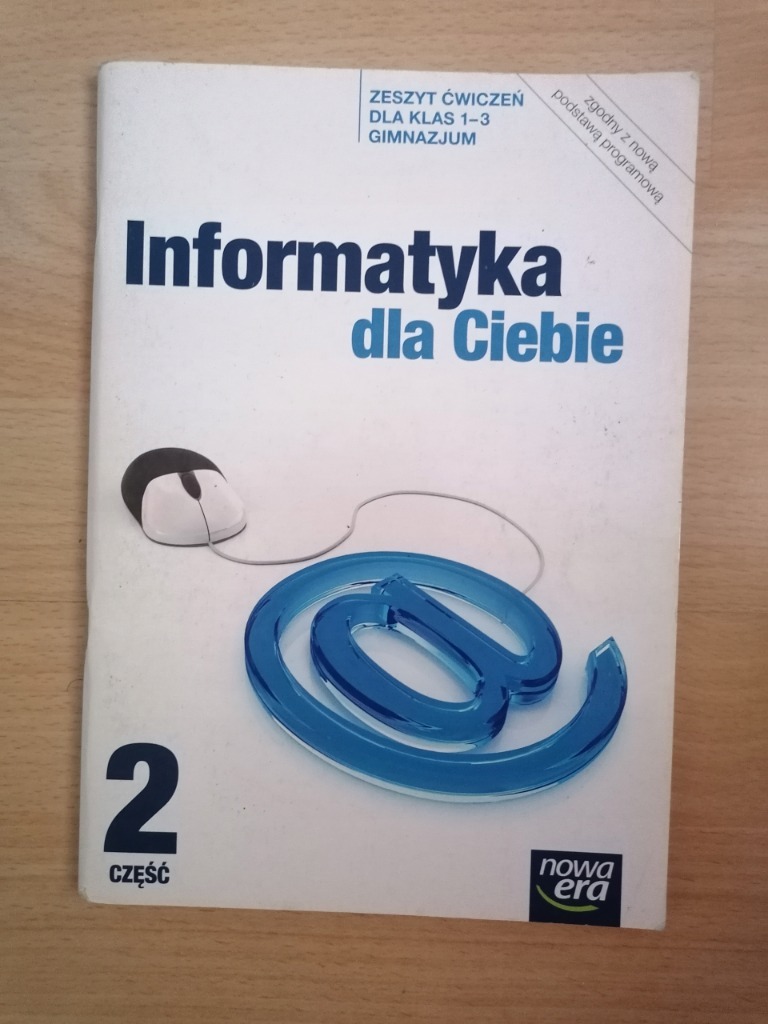 ZESZYT ĆWICZEŃ
DLA KLAS 1–3
GIMNAZJUM
zgodny z nową
podstawą programową
Informatyka
dla Ciebie
2
CZĘŚĆ
nowa
era